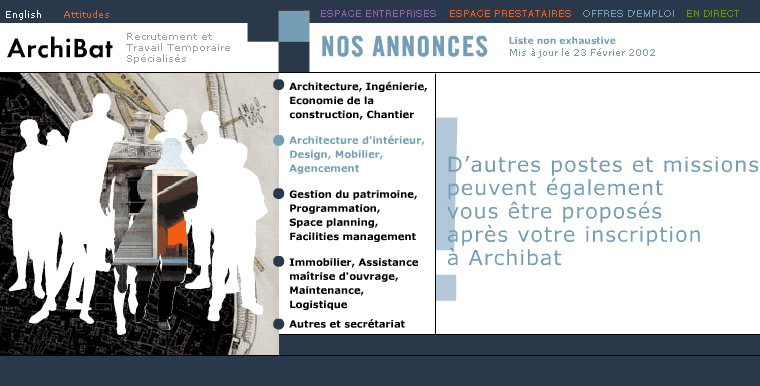 English
Attitudes
ESPACE ENTREPRISES
ESPACE PRESTATAIRES
OFFRES D'EMPLOI
EN DIRECT
ArchiBat
Recrutement et
Travail Temporaire
Spécialisés
NOS ANNONCES
Liste non exhaustive
Mis à jour le 23 Février 2002
Architecture, Ingénierie,
Economie de la
construction, Chantier
Architecture d'intérieur,
Design, Mobilier,
Agencement
Gestion du patrimoine,
Programmation,
Space planning,
Facilities management
Immobilier, Assistance
maîtrise d'ouvrage,
Maintenance,
Logistique
Autres et secrétariat
!
D'autres postes et missions
peuvent également
vous être proposés
après votre inscription
à Archibat